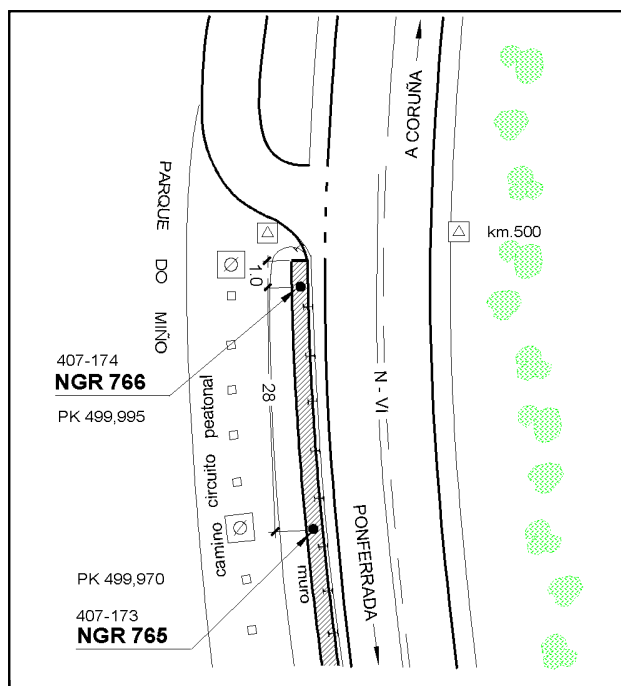 A CORUÑA
PARQUE DO MIÑO
km.500
1.0
407-174
NGR 766
PK 499,995
28
N - VI
camino circuito peatonal
PONFERRADA
muro
PK 499,970
407-173
NGR 765